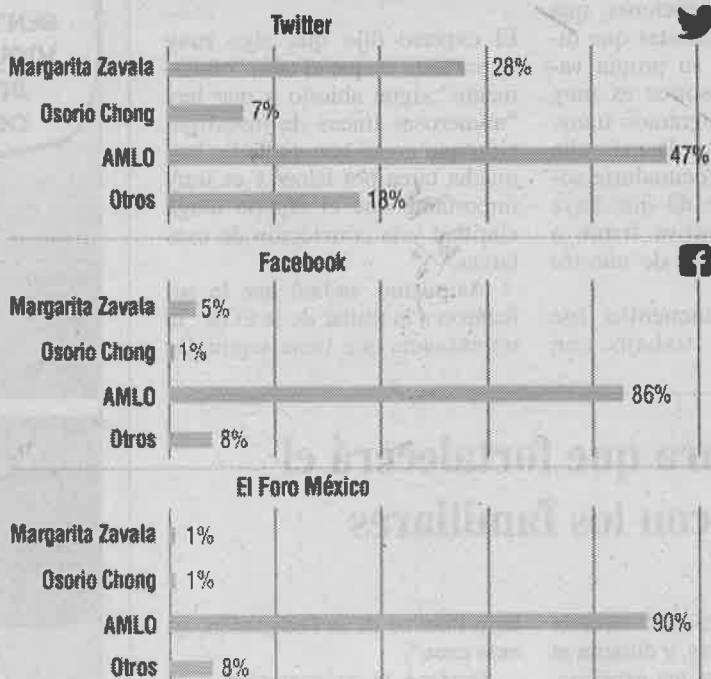 Twitter
Margarita Zavala 28%
Osorio Chong 7%
AMLO 47%
Otros 18%
Facebook
Margarita Zavala 5%
Osorio Chong 1%
AMLO 86%
Otros 8%
El Foro México
Margarita Zavala 1%
Osorio Chong 1%
AMLO 90%
Otros 8%